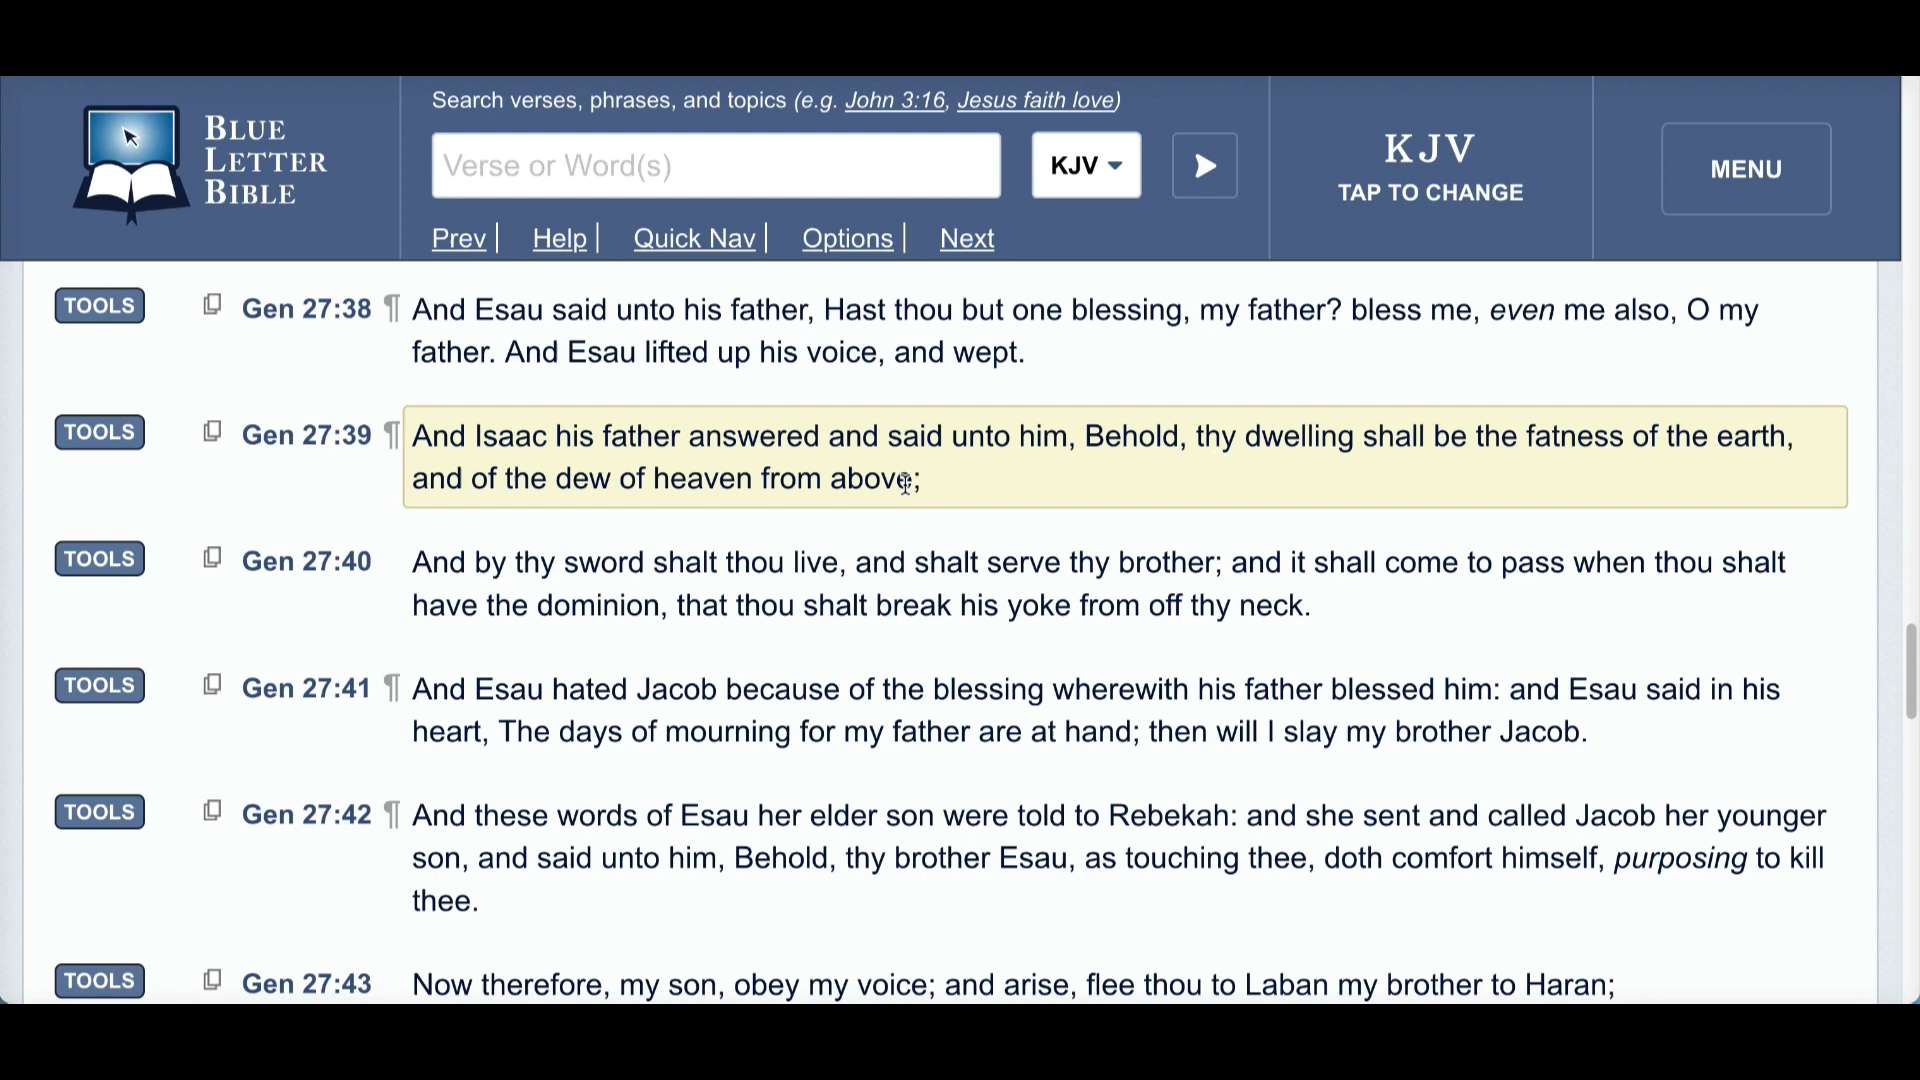 BLUE
LETTER
BIBLE
Search verses, phrases, and topics (e.g. John 3:16, Jesus faith love)
Verse or Word(s)
KJV
Prev | Help | Quick Nav | Options | Next
KJV
TAP TO CHANGE
MENU
TOOLS Gen 27:38 ¶ And Esau said unto his father, Hast thou but one blessing, my father? bless me, even me also, O my
father. And Esau lifted up his voice, and wept.
TOOLS Gen 27:39 ¶ And Isaac his father answered and said unto him, Behold, thy dwelling shall be the fatness of the earth,
and of the dew of heaven from above;
TOOLS Gen 27:40 And by thy sword shalt thou live, and shalt serve thy brother; and it shall come to pass when thou shalt
have the dominion, that thou shalt break his yoke from off thy neck.
TOOLS Gen 27:41 ¶ And Esau hated Jacob because of the blessing wherewith his father blessed him: and Esau said in his
heart, The days of mourning for my father are at hand; then will I slay my brother Jacob.
TOOLS Gen 27:42 ¶ And these words of Esau her elder son were told to Rebekah: and she sent and called Jacob her younger
son, and said unto him, Behold, thy brother Esau, as touching thee, doth comfort himself, purposing to kill
thee.
TOOLS Gen 27:43 Now therefore, my son, obey my voice; and arise, flee thou to Laban my brother to Haran;